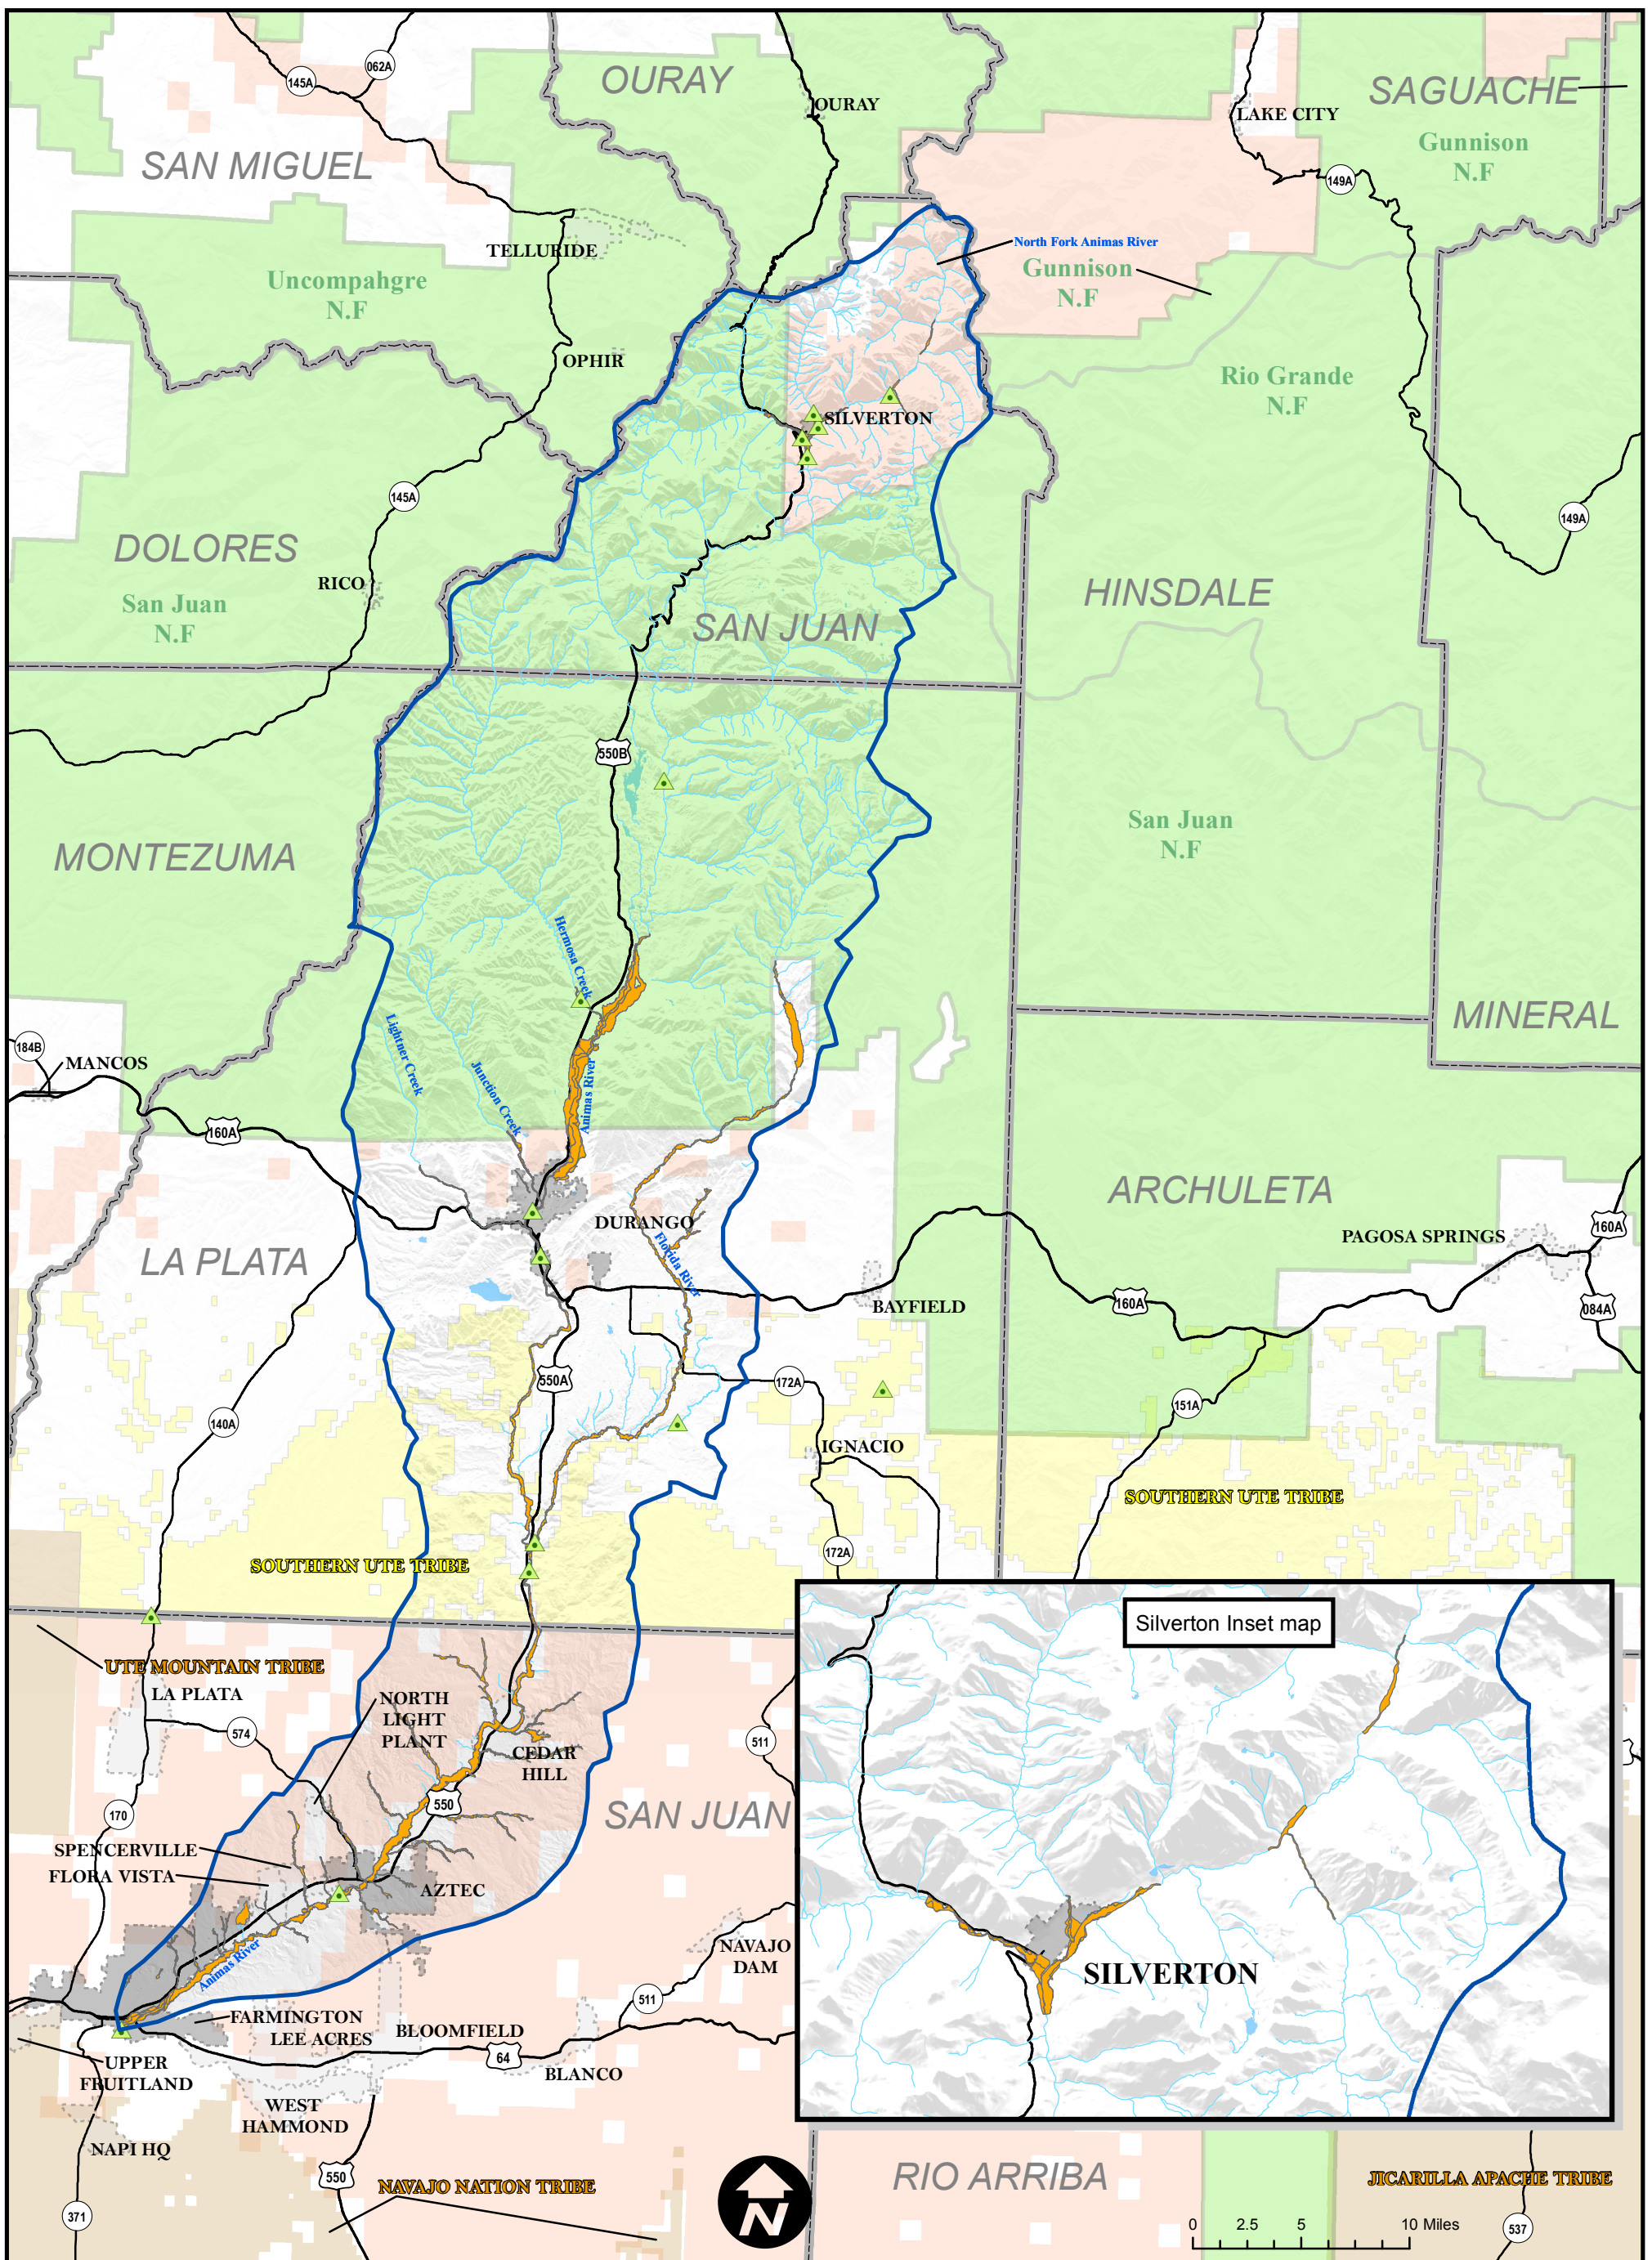 OURAY
062A
145A
OURAY
SAGUACHE
LAKE CITY
Gunnison
N.F
SAN MIGUEL
149A
TELLURIDE
North Fork Animas River
Uncompahgre
N.F
Gunnison
N.F
OPHIR
Rio Grande
N.F
SILVERTON
145A
149A
DOLORES
RICO
HINSDALE
San Juan
N.F
SAN JUAN
550B
San Juan
N.F
MONTEZUMA
Hermosa Creek
MINERAL
Lightner Creek
184B
MANCOS
Junction Creek
Animas River
160A
ARCHULETA
DURANGO
160A
PAGOSA SPRINGS
LA PLATA
Florida River
BAYFIELD
160A
084A
550A
172A
151A
140A
IGNACIO
SOUTHERN UTE TRIBE
172A
SOUTHERN UTE TRIBE
Silverton Inset map
UTE MOUNTAIN TRIBE
LA PLATA
NORTH
LIGHT
PLANT
574
511
CEDAR
HILL
550
170
SAN JUAN
SPENCERVILLE
FLORA VISTA
AZTEC
Animas River
NAVAJO
DAM
SILVERTON
511
FARMINGTON
LEE ACRES
BLOOMFIELD
64
UPPER
FRUITLAND
BLANCO
WEST
HAMMOND
NAPI HQ
550
NAVAJO NATION TRIBE
RIO ARRIBA
JICARILLA APACHE TRIBE
371
N
0 2.5 5 10 Miles
537